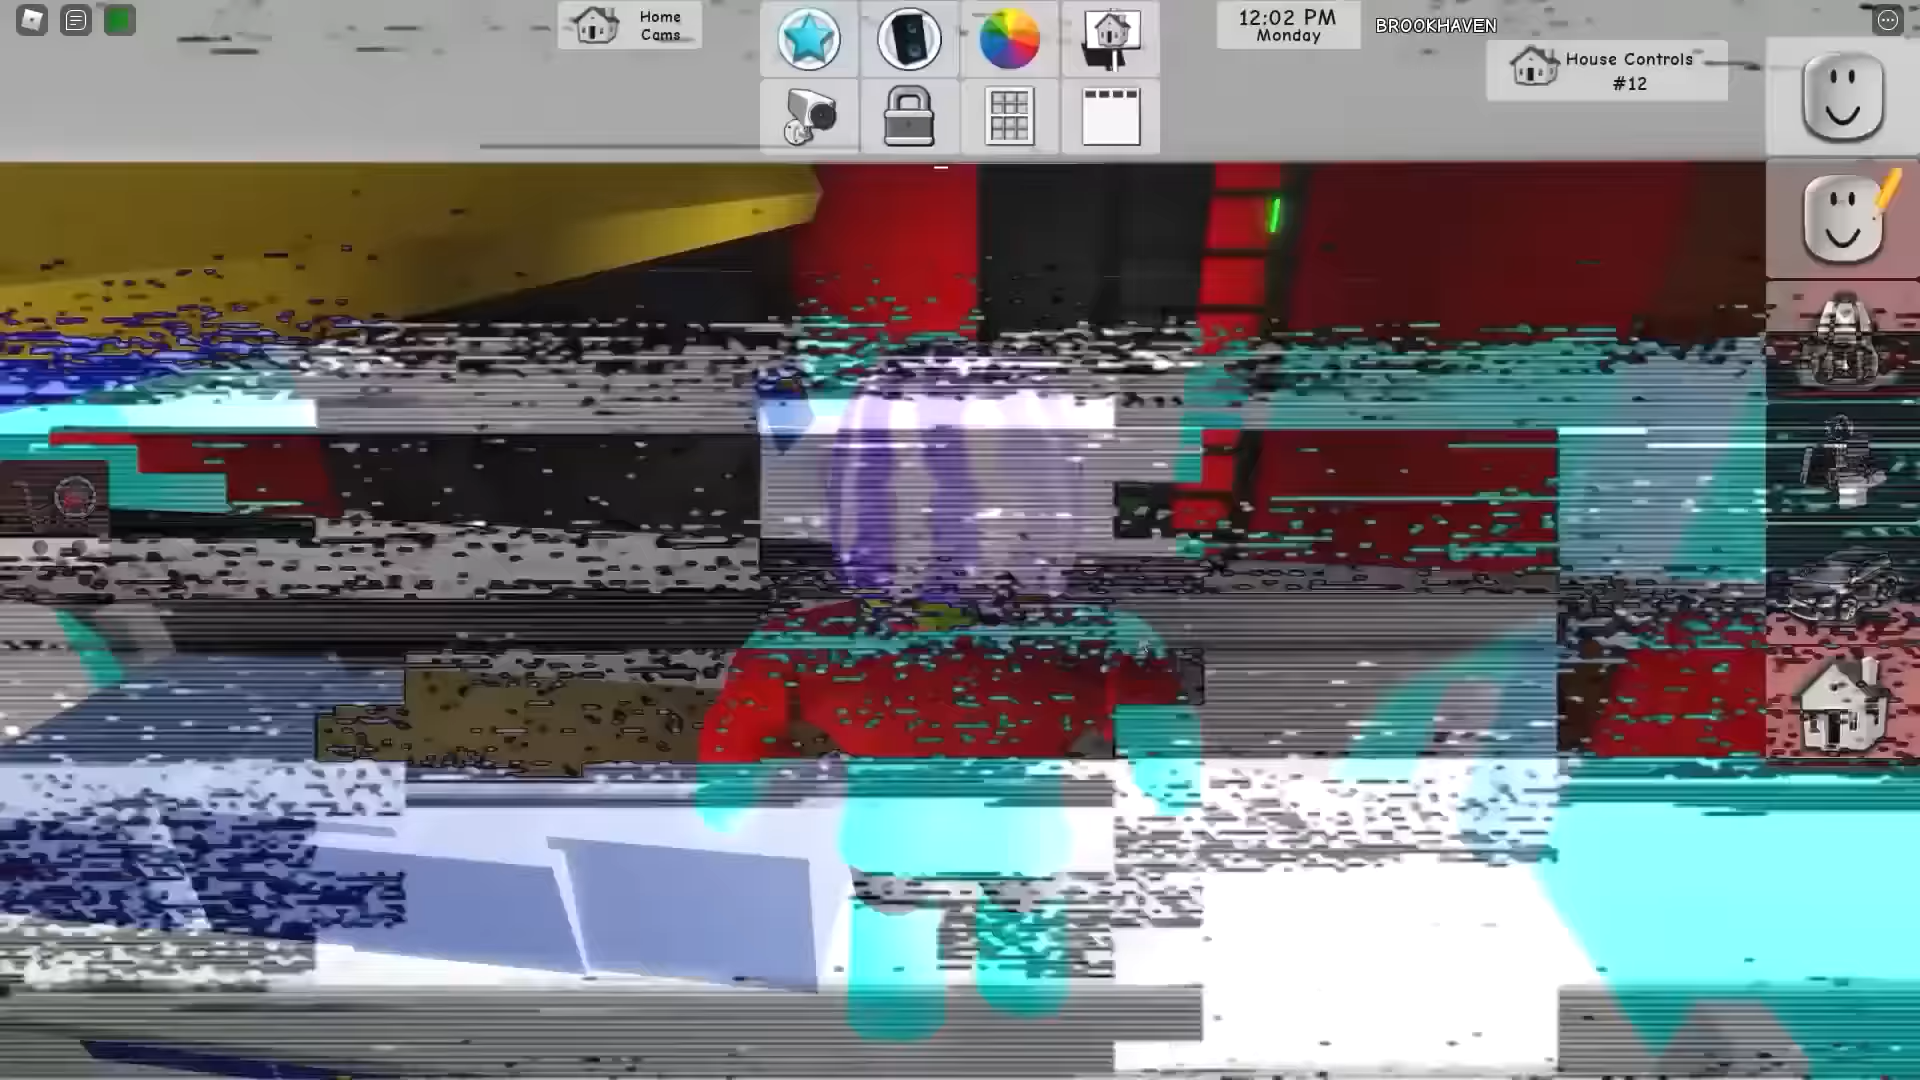 Home
Cams
12:02 PM
Monday
BROOKHAVEN
House Controls
#12